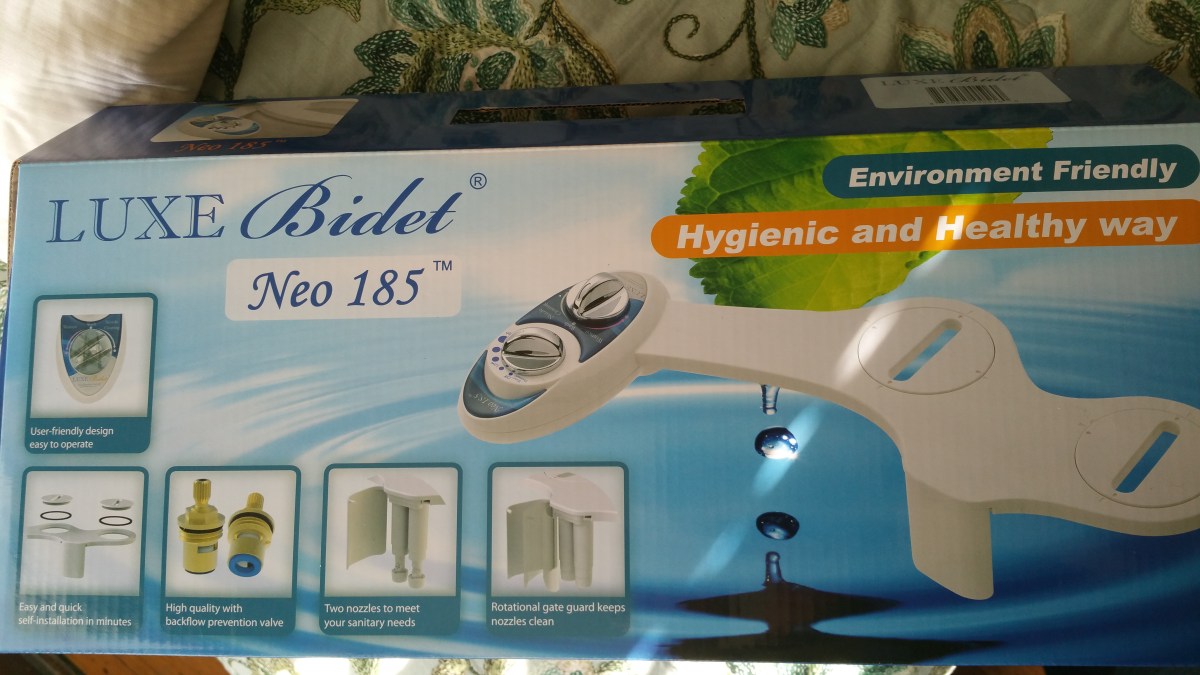 LUXE Bidet®
Neo 185™
LUXE Bidet®
Neo 185™
Environment Friendly
Hygienic and Healthy way
User-friendly design
easy to operate
Easy and quick
self-installation in minutes
High quality with
backflow prevention valve
Two nozzles to meet
your sanitary needs
Rotational gate guard keeps
nozzles clean